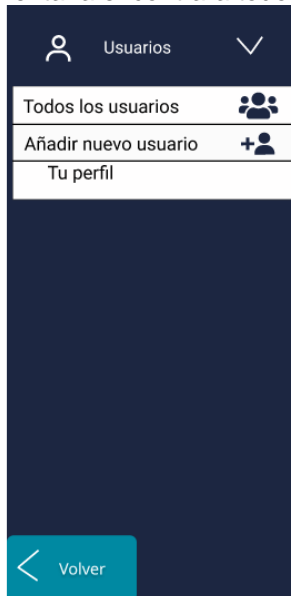 Usuarios
Todos los usuarios
Añadir nuevo usuario
Tu perfil
Volver